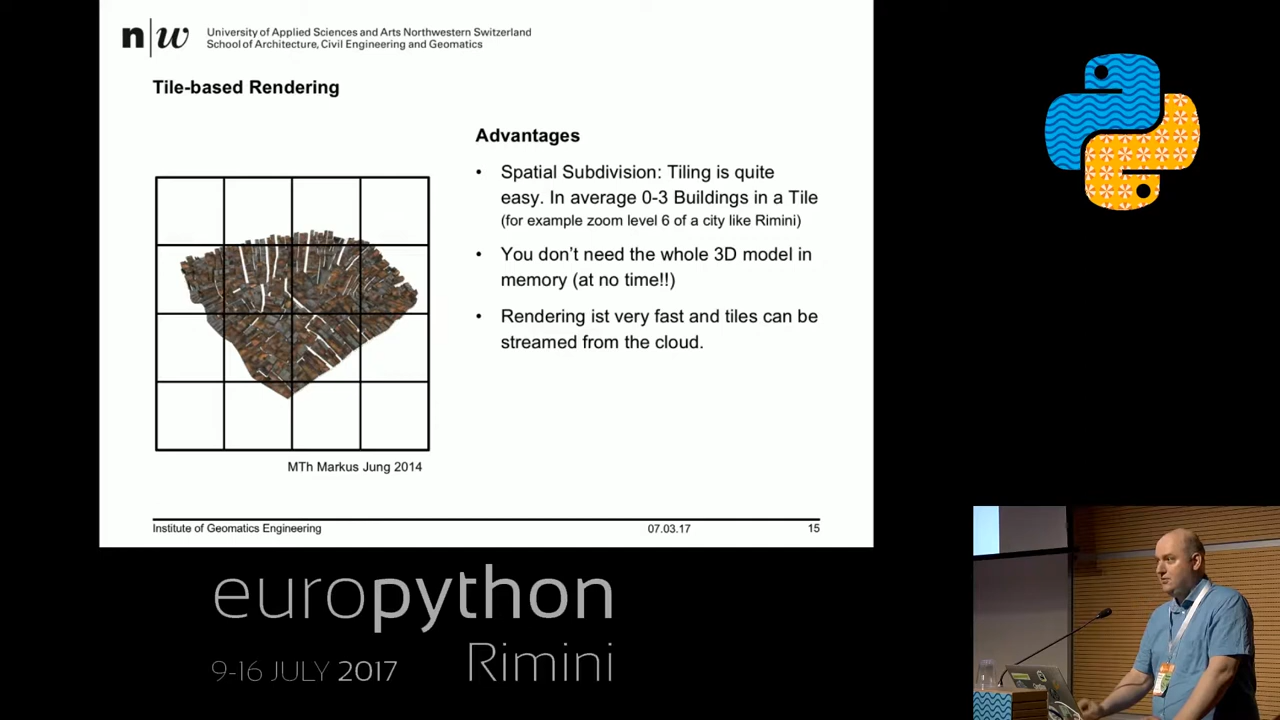 n|w University of Applied Sciences and Arts Northwestern Switzerland
School of Architecture, Civil Engineering and Geomatics
Tile-based Rendering
Advantages
• Spatial Subdivision: Tiling is quite
easy. In average 0-3 Buildings in a Tile
(for example zoom level 6 of a city like Rimini)
• You don’t need the whole 3D model in
memory (at no time!!)
• Rendering ist very fast and tiles can be
streamed from the cloud.
MTh Markus Jung 2014
Institute of Geomatics Engineering 07.03.17 15
europython
Rimini
9-16 JULY 2017